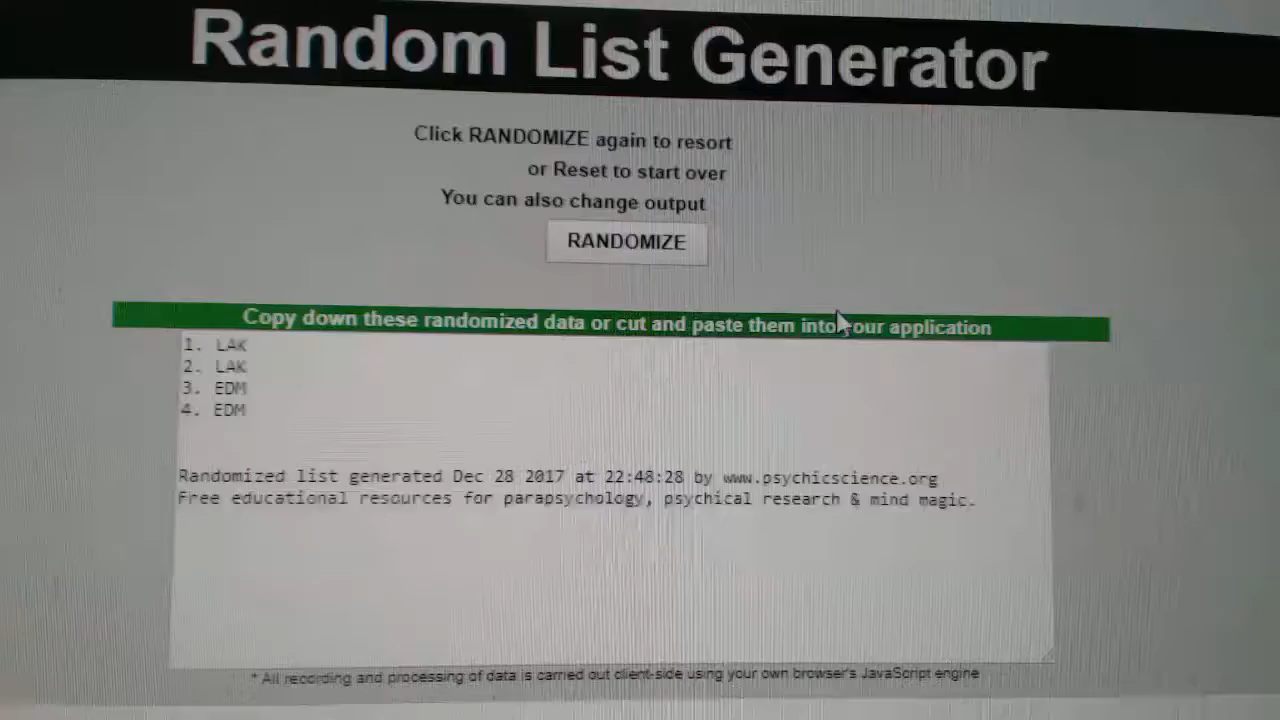 Random List Generator
Click RANDOMIZE again to resort
or Reset to start over
You can also change output
RANDOMIZE
Copy down these randomized data or cut and paste them into your application
1. LAK
2. LAK
3. EDM
4. EDM
Randomized list generated Dec 28 2017 at 22:48:28 by www.psychicscience.org
Free educational resources for parapsychology, psychical research & mind magic.
* All recording and processing of data is carried out client-side using your own browser's JavaScript engine